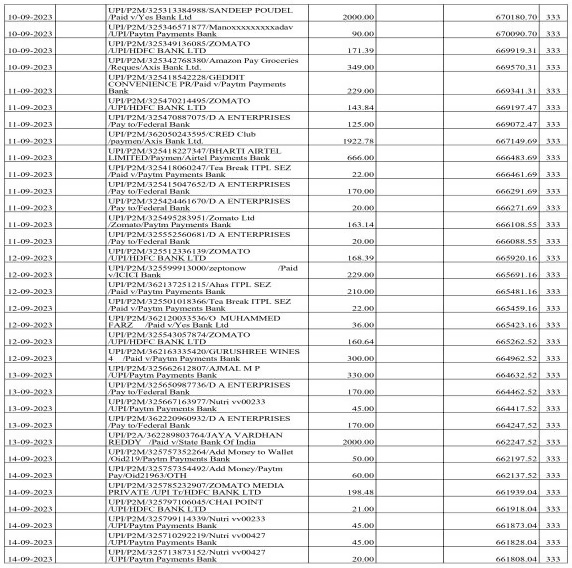 UPI/P2M/325313384988/SANDEEP POUDEL
10-09-2023 /Paid v/Yes Bank Ltd 2000.00 670180.70 333
UPI/P2M/325346571877/Manoxxxxxxxxadav
10-09-2023 /UPI/Paytm Payments Bank 90.00 670090.70 333
UPI/P2M/325349136085/ZOMATO
10-09-2023 /UPI/HDFC BANK LTD 171.39 669919.31 333
UPI/P2M/325342768380/Amazon Pay Groceries
10-09-2023 /Reques/Axis Bank Ltd. 349.00 669570.31 333
UPI/P2M/325418542228/GEDDIT
CONVENIENCE PR/Paid v/Paytm Payments
11-09-2023 Bank 229.00 669341.31 333
UPI/P2M/325470214495/ZOMATO
11-09-2023 /UPI/HDFC BANK LTD 143.84 669197.47 333
UPI/P2M/325470887075/D A ENTERPRISES
11-09-2023 /Pay to/Federal Bank 125.00 669072.47 333
UPI/P2M/362050243595/CRED Club
11-09-2023 /paymen/Axis Bank Ltd. 1922.78 667149.69 333
UPI/P2M/325418227347/BHARTI AIRTEL
11-09-2023 LIMITED/Paymen/Airtel Payments Bank 666.00 666483.69 333
UPI/P2M/325418060247/Tea Break ITPL SEZ
11-09-2023 /Paid v/Paytm Payments Bank 22.00 666461.69 333
UPI/P2M/325415047652/D A ENTERPRISES
11-09-2023 /Pay to/Federal Bank 170.00 666291.69 333
UPI/P2M/325424461670/D A ENTERPRISES
11-09-2023 /Pay to/Federal Bank 20.00 666271.69 333
UPI/P2M/325495283951/Zomato Ltd
11-09-2023 /Zomato/Paytm Payments Bank 163.14 666108.55 333
UPI/P2M/325552560681/D A ENTERPRISES
11-09-2023 /Pay to/Federal Bank 20.00 666088.55 333
UPI/P2M/325512336139/ZOMATO
12-09-2023 /UPI/HDFC BANK LTD 168.39 665920.16 333
UPI/P2M/325599913000/zeptonow /Paid
12-09-2023 v/ICICI Bank 229.00 665691.16 333
UPI/P2M/362137251215/Ahas ITPL SEZ
12-09-2023 /Paid v/Paytm Payments Bank 210.00 665481.16 333
UPI/P2M/325501018366/Tea Break ITPL SEZ
12-09-2023 /Paid v/Paytm Payments Bank 22.00 665459.16 333
UPI/P2M/362120033536/O MUHAMMED
12-09-2023 FARZ /Paid v/Yes Bank Ltd 36.00 665423.16 333
UPI/P2M/325543057874/ZOMATO
12-09-2023 /UPI/HDFC BANK LTD 160.64 665262.52 333
UPI/P2M/362163335420/GURUSHREE WINES
12-09-2023 4 /Paid v/Paytm Payments Bank 300.00 664962.52 333
UPI/P2M/325662612807/AJMAL M P
13-09-2023 /UPI/Paytm Payments Bank 330.00 664632.52 333
UPI/P2M/325650987736/D A ENTERPRISES
13-09-2023 /Pay to/Federal Bank 170.00 664462.52 333
UPI/P2M/325667163977/Nutri vv00233
13-09-2023 /UPI/Paytm Payments Bank 45.00 664417.52 333
UPI/P2M/362220960932/D A ENTERPRISES
13-09-2023 /Pay to/Federal Bank 170.00 664247.52 333
UPI/P2A/362289803764/JAYA VARDHAN
13-09-2023 REDDY /Paid v/State Bank Of India 2000.00 662247.52 333
UPI/P2M/325757352264/Add Money to Wallet
14-09-2023 /Oid219/Paytm Payments Bank 50.00 662197.52 333
UPI/P2M/325757354492/Add Money/Paytm
14-09-2023 Pay/Oid21963/OTH 60.00 662137.52 333
UPI/P2M/325785232907/ZOMATO MEDIA
14-09-2023 PRIVATE /UPI Tr/HDFC BANK LTD 198.48 661939.04 333
UPI/P2M/325797106045/CHAI POINT
14-09-2023 /UPI/HDFC BANK LTD 21.00 661918.04 333
UPI/P2M/325799114339/Nutri vv00233
14-09-2023 /UPI/Paytm Payments Bank 45.00 661873.04 333
UPI/P2M/325710292219/Nutri vv00427
14-09-2023 /UPI/Paytm Payments Bank 45.00 661828.04 333
UPI/P2M/325713873152/Nutri vv00427
14-09-2023 /UPI/Paytm Payments Bank 20.00 661808.04 333